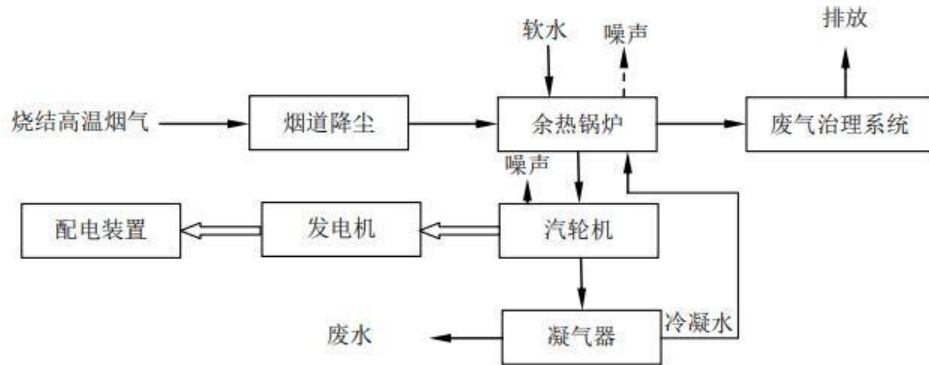 排放
软水
噪声
烧结高温烟气
烟道降尘
余热锅炉
废气治理系统
噪声
配电装置
发电机
汽轮机
废水
凝气器
冷凝水